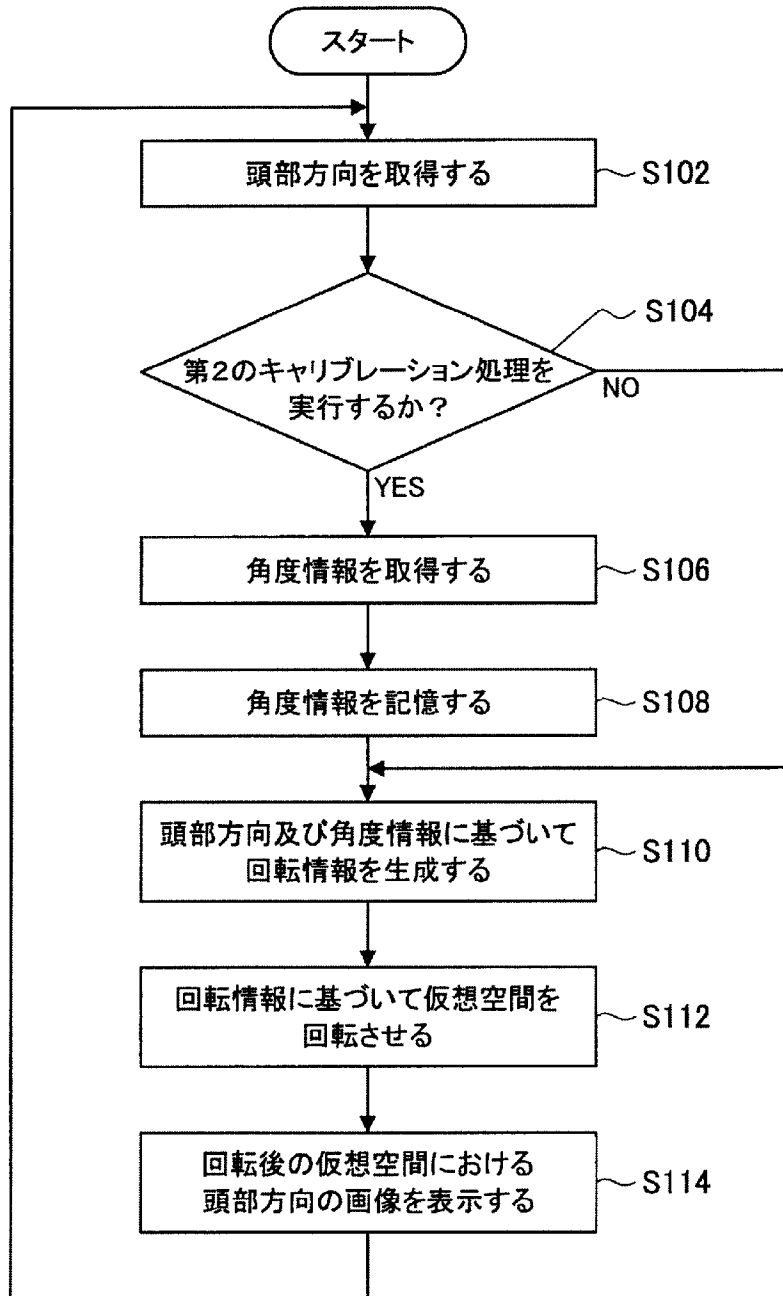 スタート
頭部方向を取得する
S102
S104
第2のキャリブレーション処理を
実行するか？
NO
YES
角度情報を取得する
S106
角度情報を記憶する
S108
頭部方向及び角度情報に基づいて
回転情報を生成する
S110
回転情報に基づいて仮想空間を
回転させる
S112
回転後の仮想空間における
頭部方向の画像を表示する
S114